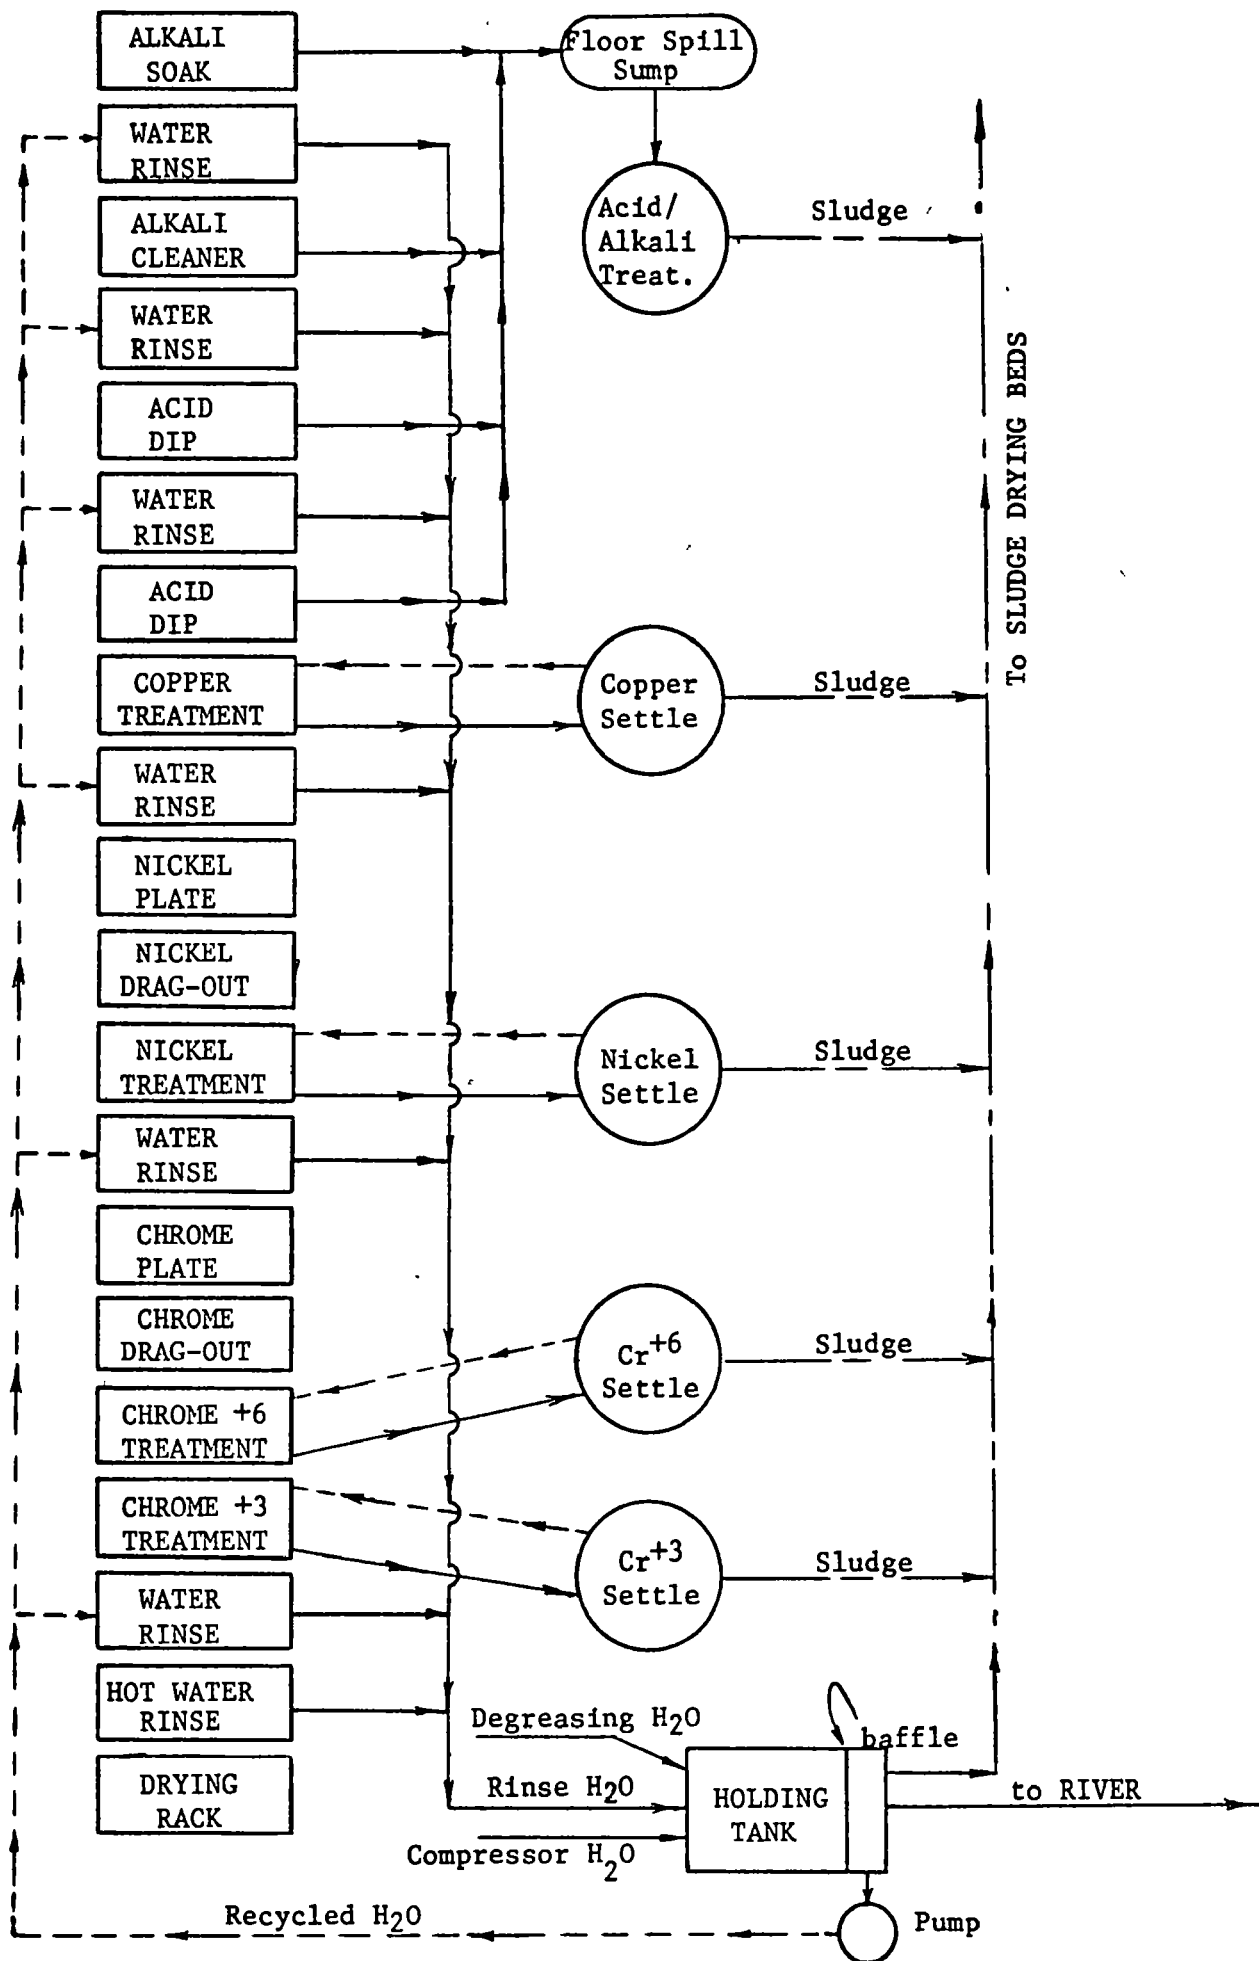 ALKALI
SOAK
Floor Spill
Sump
WATER
RINSE
ALKALI
CLEANER
Acid/
Alkali
Treat.
Sludge
WATER
RINSE
ACID
DIP
WATER
RINSE
ACID
DIP
To SLUDGE DRYING BEDS
COPPER
TREATMENT
Copper
Settle
Sludge
WATER
RINSE
NICKEL
PLATE
NICKEL
DRAG-OUT
NICKEL
TREATMENT
Nickel
Settle
Sludge
WATER
RINSE
CHROME
PLATE
CHROME
DRAG-OUT
Cr+6
Settle
Sludge
CHROME +6
TREATMENT
CHROME +3
TREATMENT
Cr+3
Settle
Sludge
WATER
RINSE
HOT WATER
RINSE
DRYING
RACK
Degreasing H2O
Rinse H2O
Compressor H2O
HOLDING
TANK
baffle
to RIVER
Recycled H2O
Pump